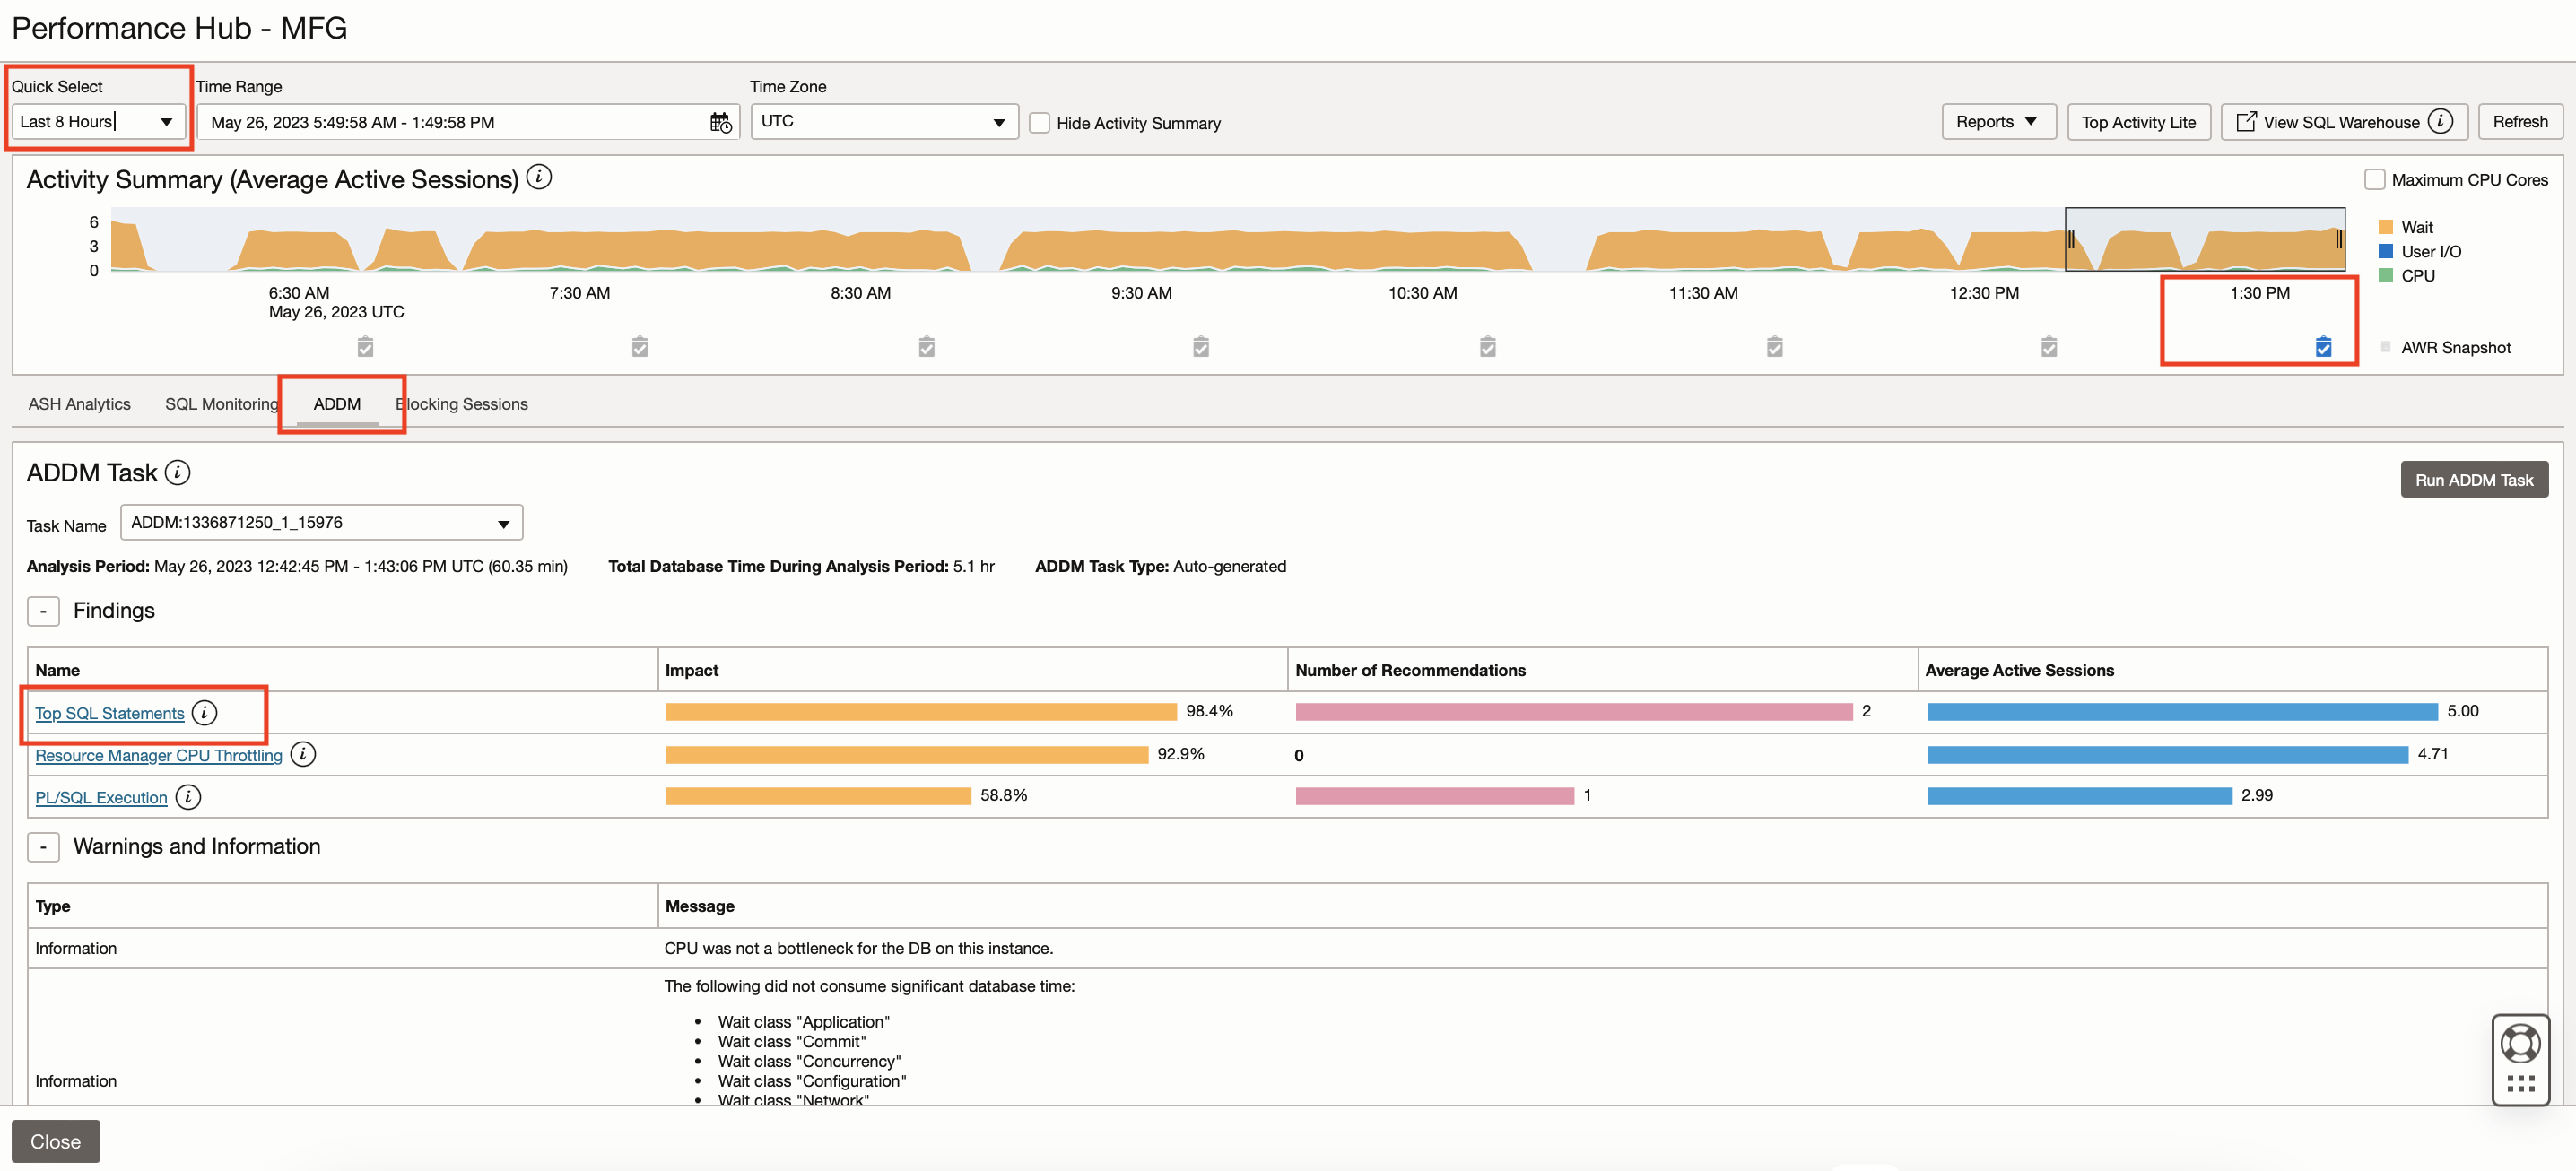 Performance Hub - MFG
Quick Select
Time Range
Time Zone
Last 8 Hours
May 26, 2023 5:49:58 AM - 1:49:58 PM
UTC
Hide Activity Summary
Reports
Top Activity Lite
View SQL Warehouse
Refresh
Activity Summary (Average Active Sessions)
Maximum CPU Cores
6
3
0
Wait
User I/O
CPU
6:30 AM
7:30 AM
8:30 AM
9:30 AM
10:30 AM
11:30 AM
12:30 PM
1:30 PM
May 26, 2023 UTC
AWR Snapshot
ASH Analytics
SQL Monitoring
ADDM
Blocking Sessions
ADDM Task
Run ADDM Task
Task Name
ADDM:1336871250_1_15976
Analysis Period: May 26, 2023 12:42:45 PM - 1:43:06 PM UTC (60.35 min)
Total Database Time During Analysis Period: 5.1 hr
ADDM Task Type: Auto-generated
- Findings
Name
Impact
Number of Recommendations
Average Active Sessions
Top SQL Statements
98.4%
2
5.00
Resource Manager CPU Throttling
92.9%
0
4.71
PL/SQL Execution
58.8%
1
2.99
- Warnings and Information
Type
Message
Information
CPU was not a bottleneck for the DB on this instance.
Information
The following did not consume significant database time:
• Wait class "Application"
• Wait class "Commit"
• Wait class "Concurrency"
• Wait class "Configuration"
• Wait class "Network"
Close